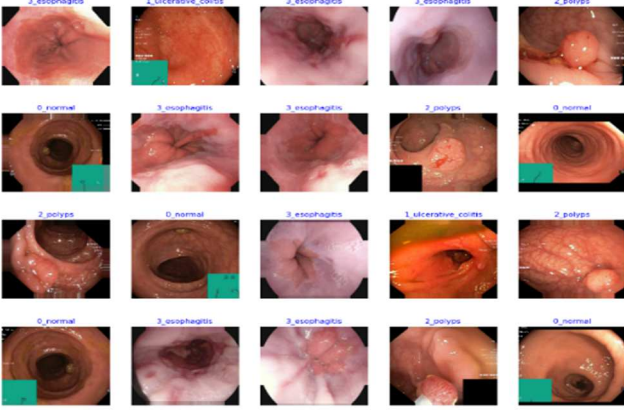 3_esophagitis 1_ulcerative_colitis 3_esophagitis 3_esophagitis 2_polyps
0_normal 3_esophagitis 3_esophagitis 2_polyps 0_normal
2_polyps 0_normal 3_esophagitis 1_ulcerative_colitis 2_polyps
0_normal 3_esophagitis 3_esophagitis 2_polyps 0_normal